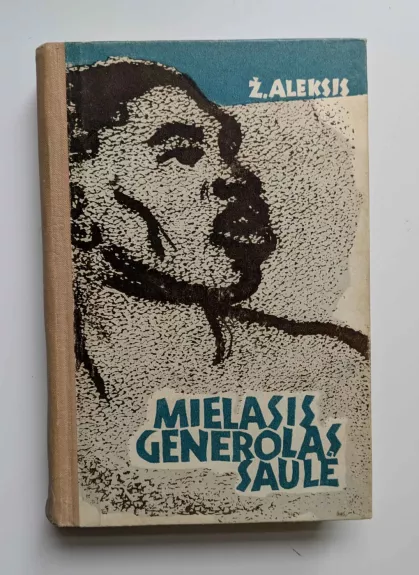 Ž. ALEKSIS
MIELASIS
GENEROLAS
SAULĖ